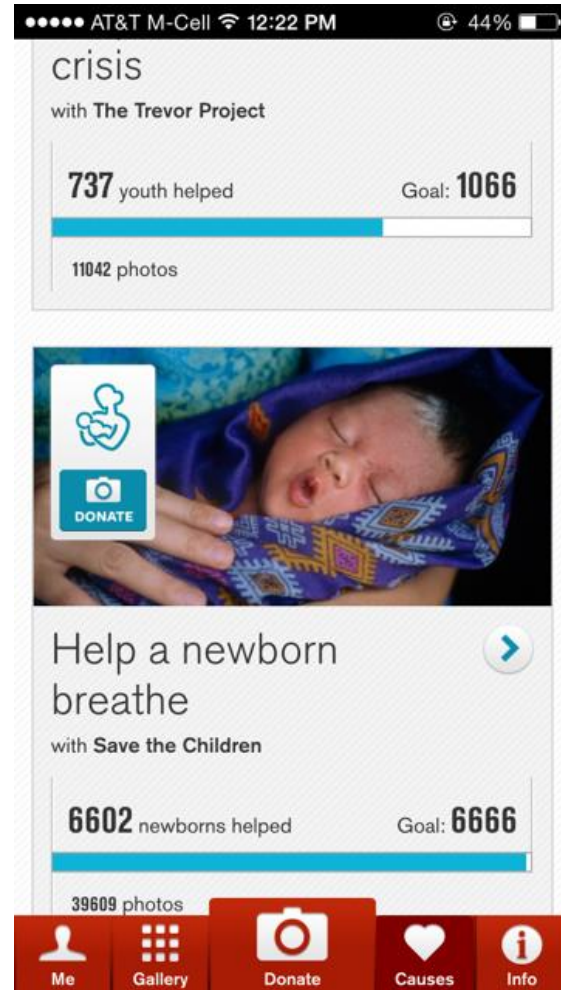 ●●●●● AT&T M-Cell 12:22 PM 44%
crisis
with The Trevor Project
737 youth helped Goal: 1066
11042 photos
DONATE
Help a newborn
breathe
with Save the Children
6602 newborns helped Goal: 6666
39609 photos
Me Gallery Donate Causes Info